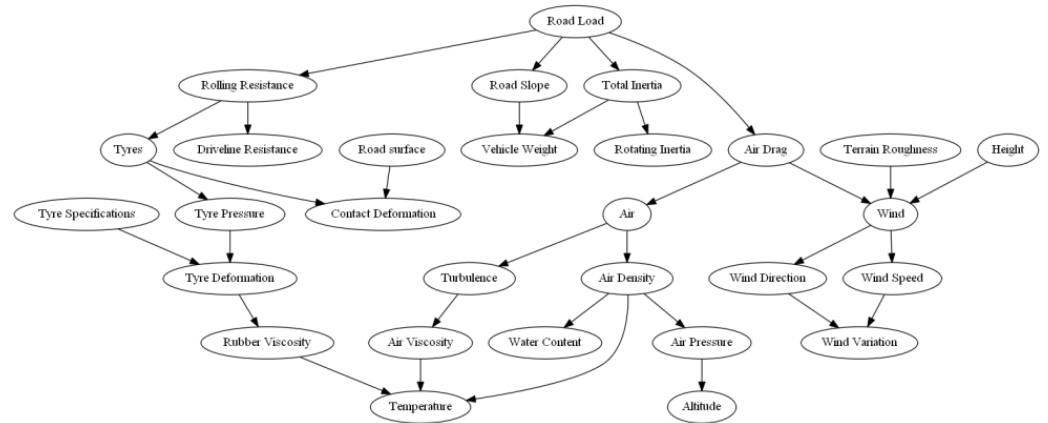 Road Load
Rolling Resistance
Road Slope
Total Inertia
Tyres
Driveline Resistance
Road surface
Vehicle Weight
Rotating Inertia
Air Drag
Terrain Roughness
Height
Tyre Specifications
Tyre Pressure
Contact Deformation
Air
Wind
Tyre Deformation
Turbulence
Air Density
Wind Direction
Wind Speed
Rubber Viscosity
Air Viscosity
Water Content
Air Pressure
Wind Variation
Temperature
Altitude